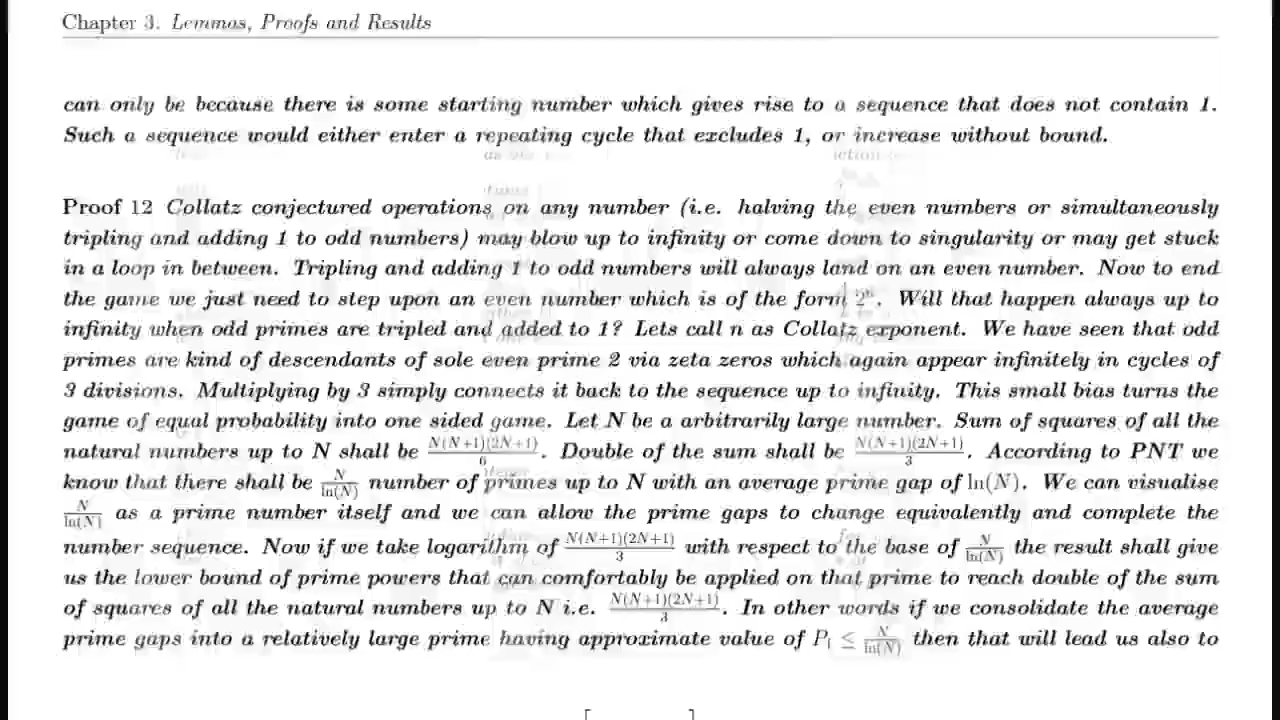 Chapter 3. Lemmas, Proofs and Results
can only be because there is some starting number which gives rise to a sequence that does not contain 1.
Such a sequence would either enter a repeating cycle that excludes 1, or increase without bound.
Proof 12 Collatz conjectured operations on any number (i.e. halving the even numbers or simultaneously
tripling and adding 1 to odd numbers) may blow up to infinity or come down to singularity or may get stuck
in a loop in between. Tripling and adding 1 to odd numbers will always land on an even number. Now to end
the game we just need to step upon an even number which is of the form 2ⁿ. Will that happen always up to
infinity when odd primes are tripled and added to 1? Lets call n as Collatz exponent. We have seen that odd
primes are kind of descendants of sole even prime 2 via zeta zeros which again appear infinitely in cycles of
3 divisions. Multiplying by 3 simply connects it back to the sequence up to infinity. This small bias turns the
game of equal probability into one sided game. Let N be a arbitrarily large number. Sum of squares of all the
natural numbers up to N shall be N(N+1)(2N+1)/6. Double of the sum shall be N(N+1)(2N+1)/3. According to PNT we
know that there shall be N/ln(N) number of primes up to N with an average prime gap of ln(N). We can visualise
N/ln(N) as a prime number itself and we can allow the prime gaps to change equivalently and complete the
number sequence. Now if we take logarithm of N(N+1)(2N+1)/3 with respect to the base of N/ln(N) the result shall give
us the lower bound of prime powers that can comfortably be applied on that prime to reach double of the sum
of squares of all the natural numbers up to N i.e. N(N+1)(2N+1)/3. In other words if we consolidate the average
prime gaps into a relatively large prime having approximate value of P₁ ≤ N/ln(N) then that will lead us also to